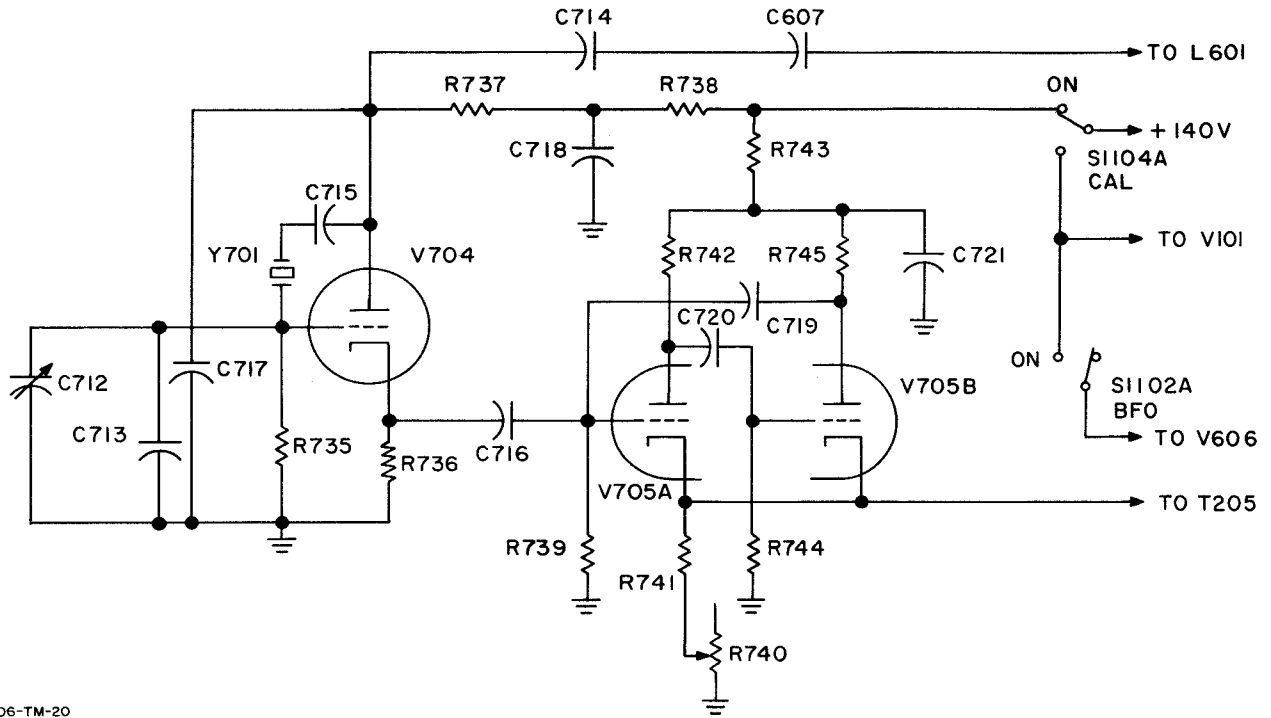 C714
C607
TO L601
R737
R738
ON
+140V
C718
R743
S1104A
CAL
C715
Y701
V704
R742
R745
C721
TO V101
C720
C719
C712
C717
ON
V705B
S1102A
BFO
C713
R735
R736
C716
V705A
TO V606
TO T205
R739
R741
R744
R740
06-TM-20